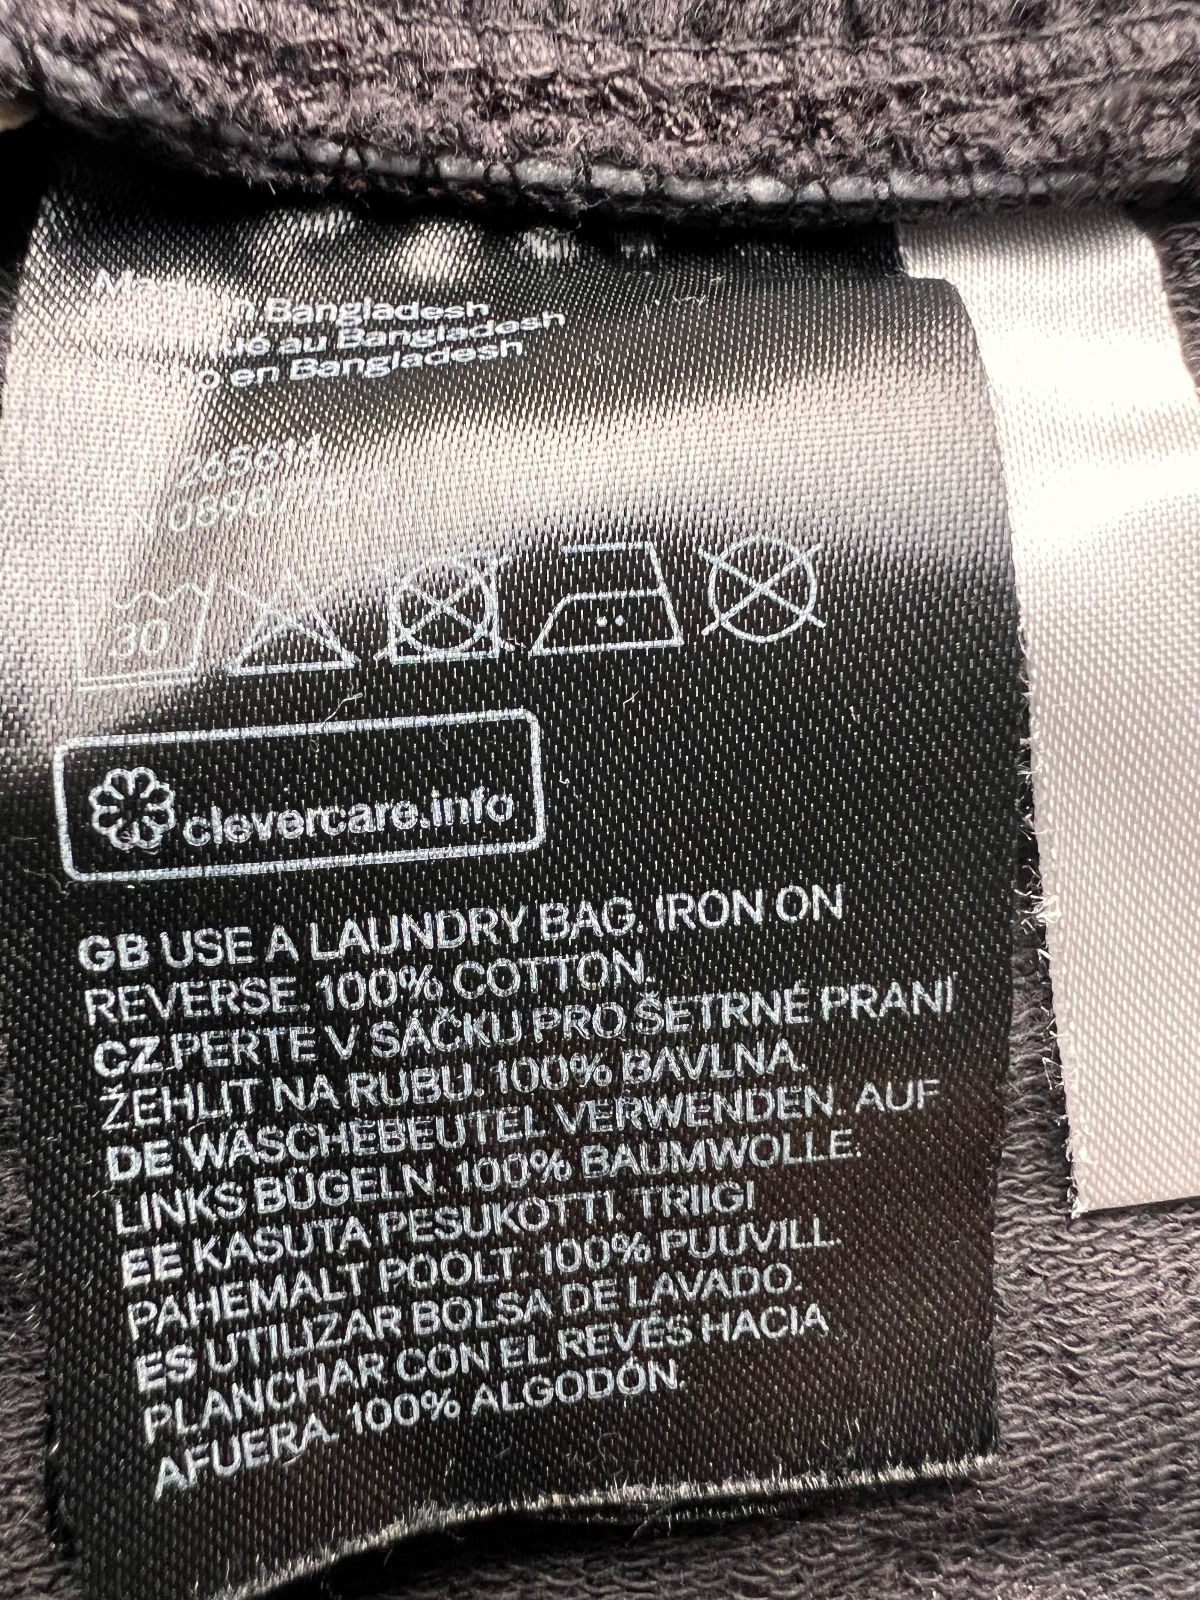 Bangladesh
au Bangladesh
en Bangladesh
265614
30
clevercare.info
GB USE A LAUNDRY BAG. IRON ON
REVERSE. 100% COTTON.
CZ PERTE V SÁČKU PRO ŠETRNÉ PRANÍ
ŽEHLIT NA RUBU. 100% BAVLNA.
DE WÄSCHEBEUTEL VERWENDEN. AUF
LINKS BÜGELN. 100% BAUMWOLLE.
EE KASUTA PESUKOTTI. TRIIGI
PAHEMALT POOLT. 100% PUUVILL.
ES UTILIZAR BOLSA DE LAVADO.
PLANCHAR CON EL REVÉS HACIA
AFUERA. 100% ALGODÓN.